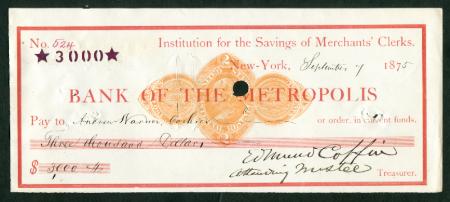 No. 524 Institution for the Savings of Merchants' Clerks.
★3000★
New-York, September 7 1875
BANK OF THE METROPOLIS
Pay to Andrew Warner, Cashier or order, in current funds.
Three thousand Dollars
$ 3000
Edmund Coffin
Attending Trustee Treasurer.